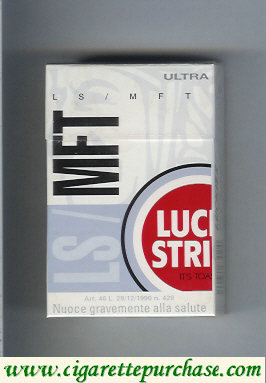 ULTRA
LS / MFT
MFT
LS/
LUC
STRI
IT'S TOA
Art. 46 L. 29/12/1990 n. 428
Nuoce gravemente alla salute
www.cigarettepurchase.com